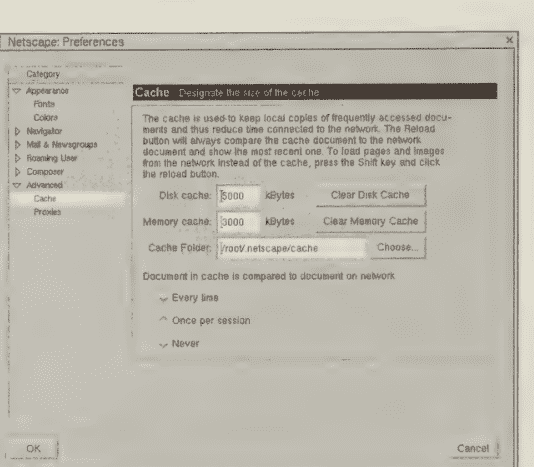 Netscape: Preferences
×
Category
Appearance
Fonts
Colors
Navigator
Mail & Newsgroups
Roaming User
Composer
Advanced
Cache
Proxies
Cache Designate the size of the cache
The cache is used to keep local copies of frequently accessed docu-
ments and thus reduce time connected to the network. The Reload
button will always compare the cache document to the network
document and show the most recent one. To load pages and images
from the network instead of the cache, press the Shift key and click
the reload button.
Disk cache: 5000 kBytes Clear Disk Cache
Memory cache: 3000 kBytes Clear Memory Cache
Cache Folder: /root/.netscape/cache Choose...
Document in cache is compared to document on network
Every time
Once per session
Never
OK
Cancel